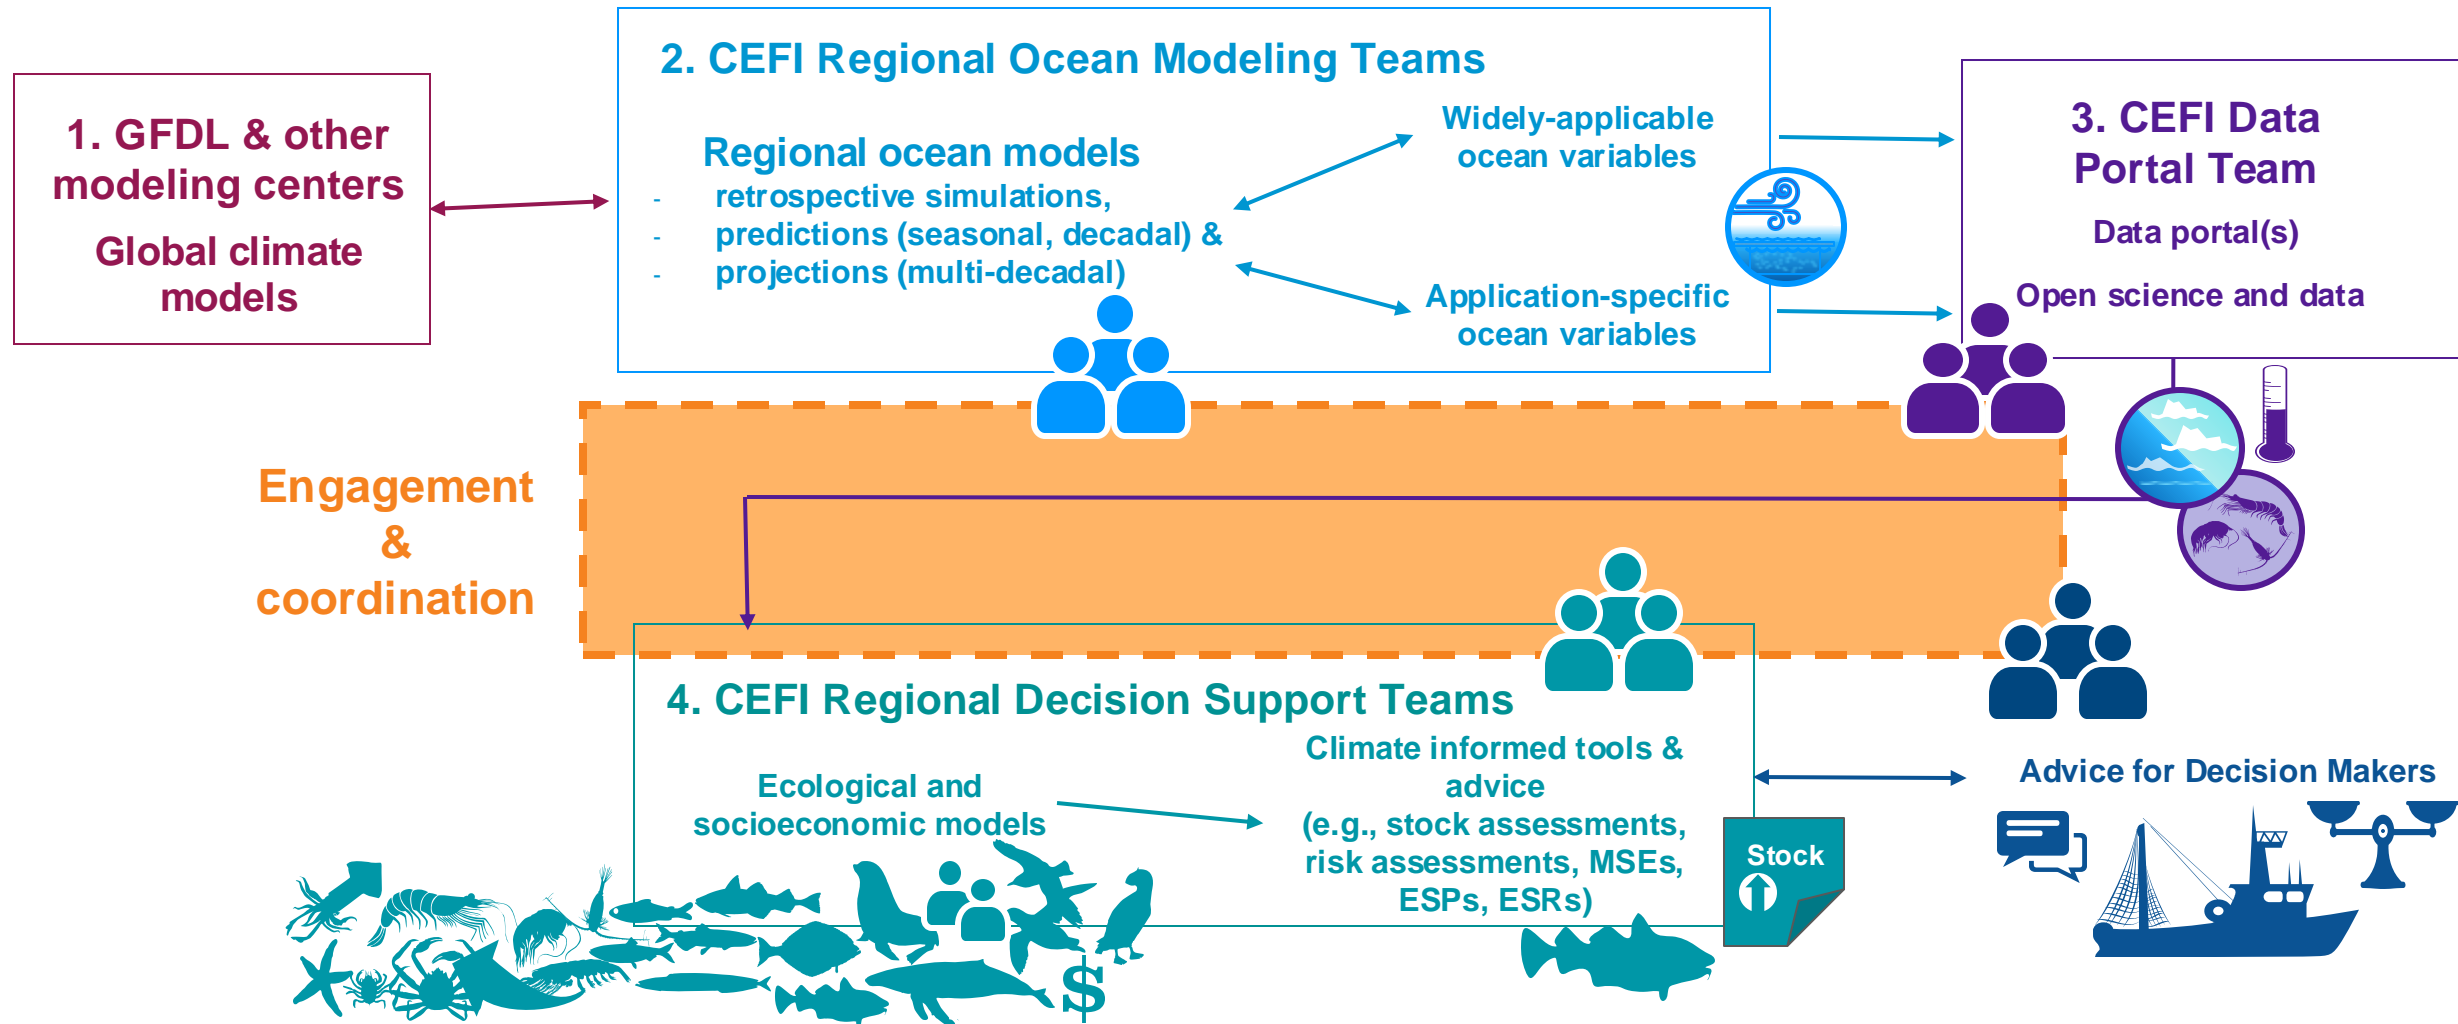 1. GFDL & other
modeling centers
Global climate
models
2. CEFI Regional Ocean Modeling Teams
Regional ocean models
- retrospective simulations,
- predictions (seasonal, decadal) &
- projections (multi-decadal)
Widely-applicable
ocean variables
Application-specific
ocean variables
3. CEFI Data
Portal Team
Data portal(s)
Open science and data
Engagement
&
coordination
4. CEFI Regional Decision Support Teams
Ecological and
socioeconomic models
Climate informed tools &
advice
(e.g., stock assessments,
risk assessments, MSEs,
ESPs, ESRs)
Stock
Advice for Decision Makers
$